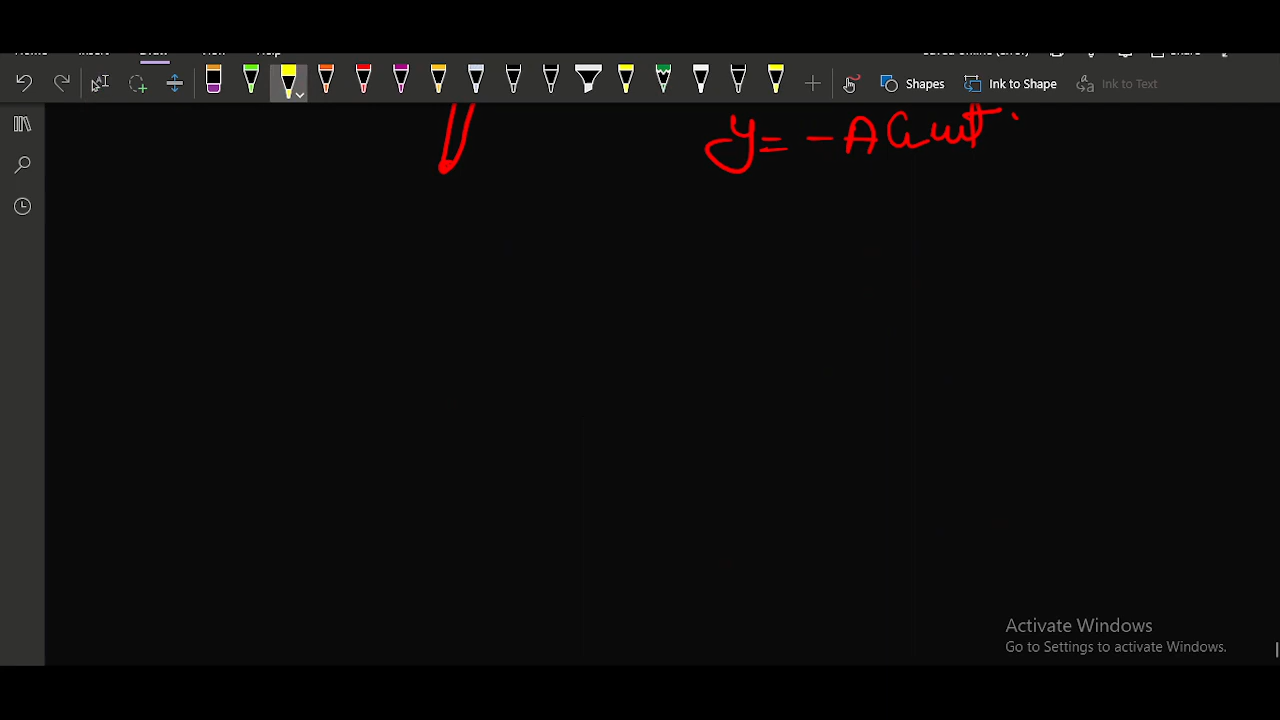 Ink to Shape
Shapes
Ink to Text
y = - A Cos ωt.
Activate Windows
Go to Settings to activate Windows.